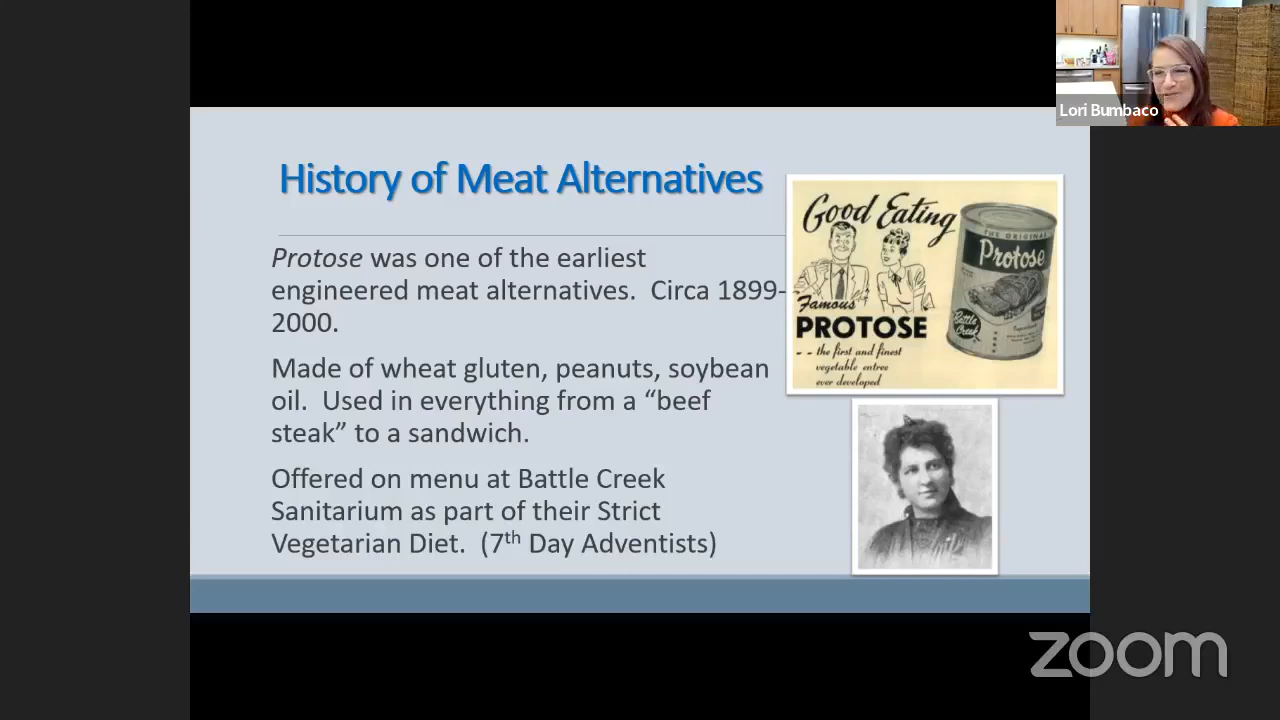 Lori Bumbaco
History of Meat Alternatives
Protose was one of the earliest
engineered meat alternatives.  Circa 1899-
2000.
Made of wheat gluten, peanuts, soybean
oil.  Used in everything from a “beef
steak” to a sandwich.
Offered on menu at Battle Creek
Sanitarium as part of their Strict
Vegetarian Diet.  (7th Day Adventists)
Good Eating
Famous
PROTOSE
- - the first and finest
vegetable entree
ever developed
THE ORIGINAL
Protose
Battle
Creek
zoom